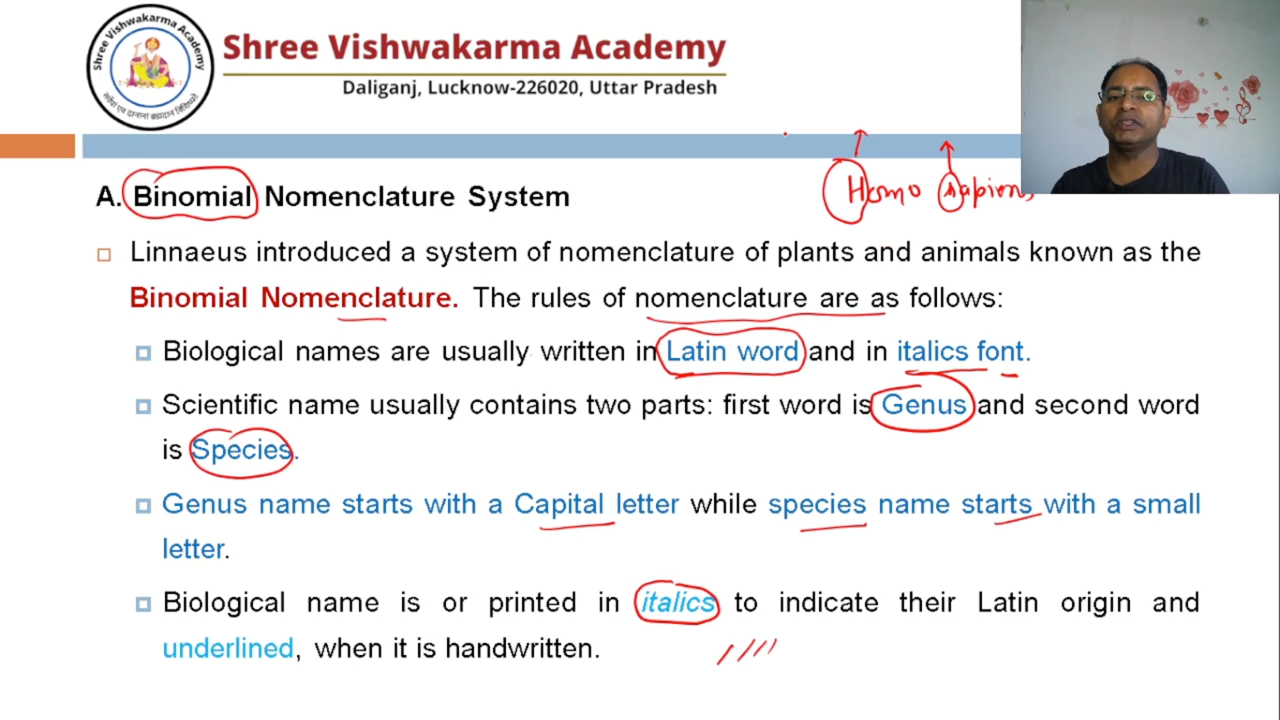 Shree Vishwakarma Academy
Shree Vishwakarma Academy
Daliganj, Lucknow-226020, Uttar Pradesh
Homo sapiens
A. Binomial Nomenclature System
Linnaeus introduced a system of nomenclature of plants and animals known as the
Binomial Nomenclature. The rules of nomenclature are as follows:
Biological names are usually written in Latin word and in italics font.
Scientific name usually contains two parts: first word is Genus and second word
is Species.
Genus name starts with a Capital letter while species name starts with a small
letter.
Biological name is or printed in italics to indicate their Latin origin and
underlined, when it is handwritten.